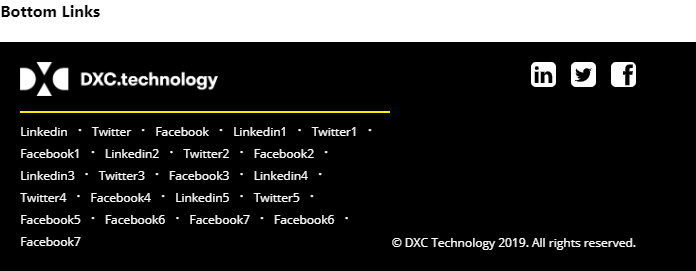 Bottom Links
DXC.technology
Linkedin · Twitter · Facebook · Linkedin1 · Twitter1 ·
Facebook1 · Linkedin2 · Twitter2 · Facebook2 ·
Linkedin3 · Twitter3 · Facebook3 · Linkedin4 ·
Twitter4 · Facebook4 · Linkedin5 · Twitter5 ·
Facebook5 · Facebook6 · Facebook7 · Facebook6 ·
Facebook7
© DXC Technology 2019. All rights reserved.